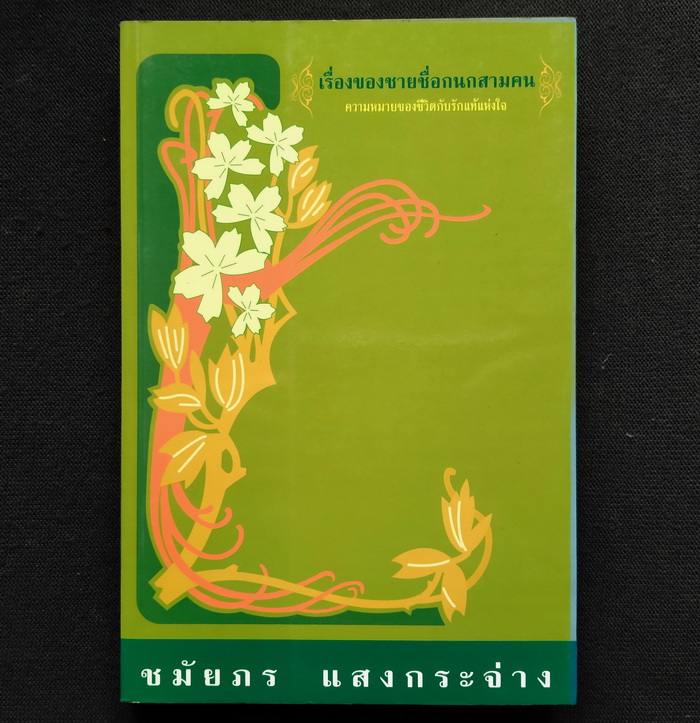 เรื่องของชายชื่อกนกสามคน
ความหมายของชีวิตกับรักแท้แห่งใจ
ชมัยภร แสงกระจ่าง